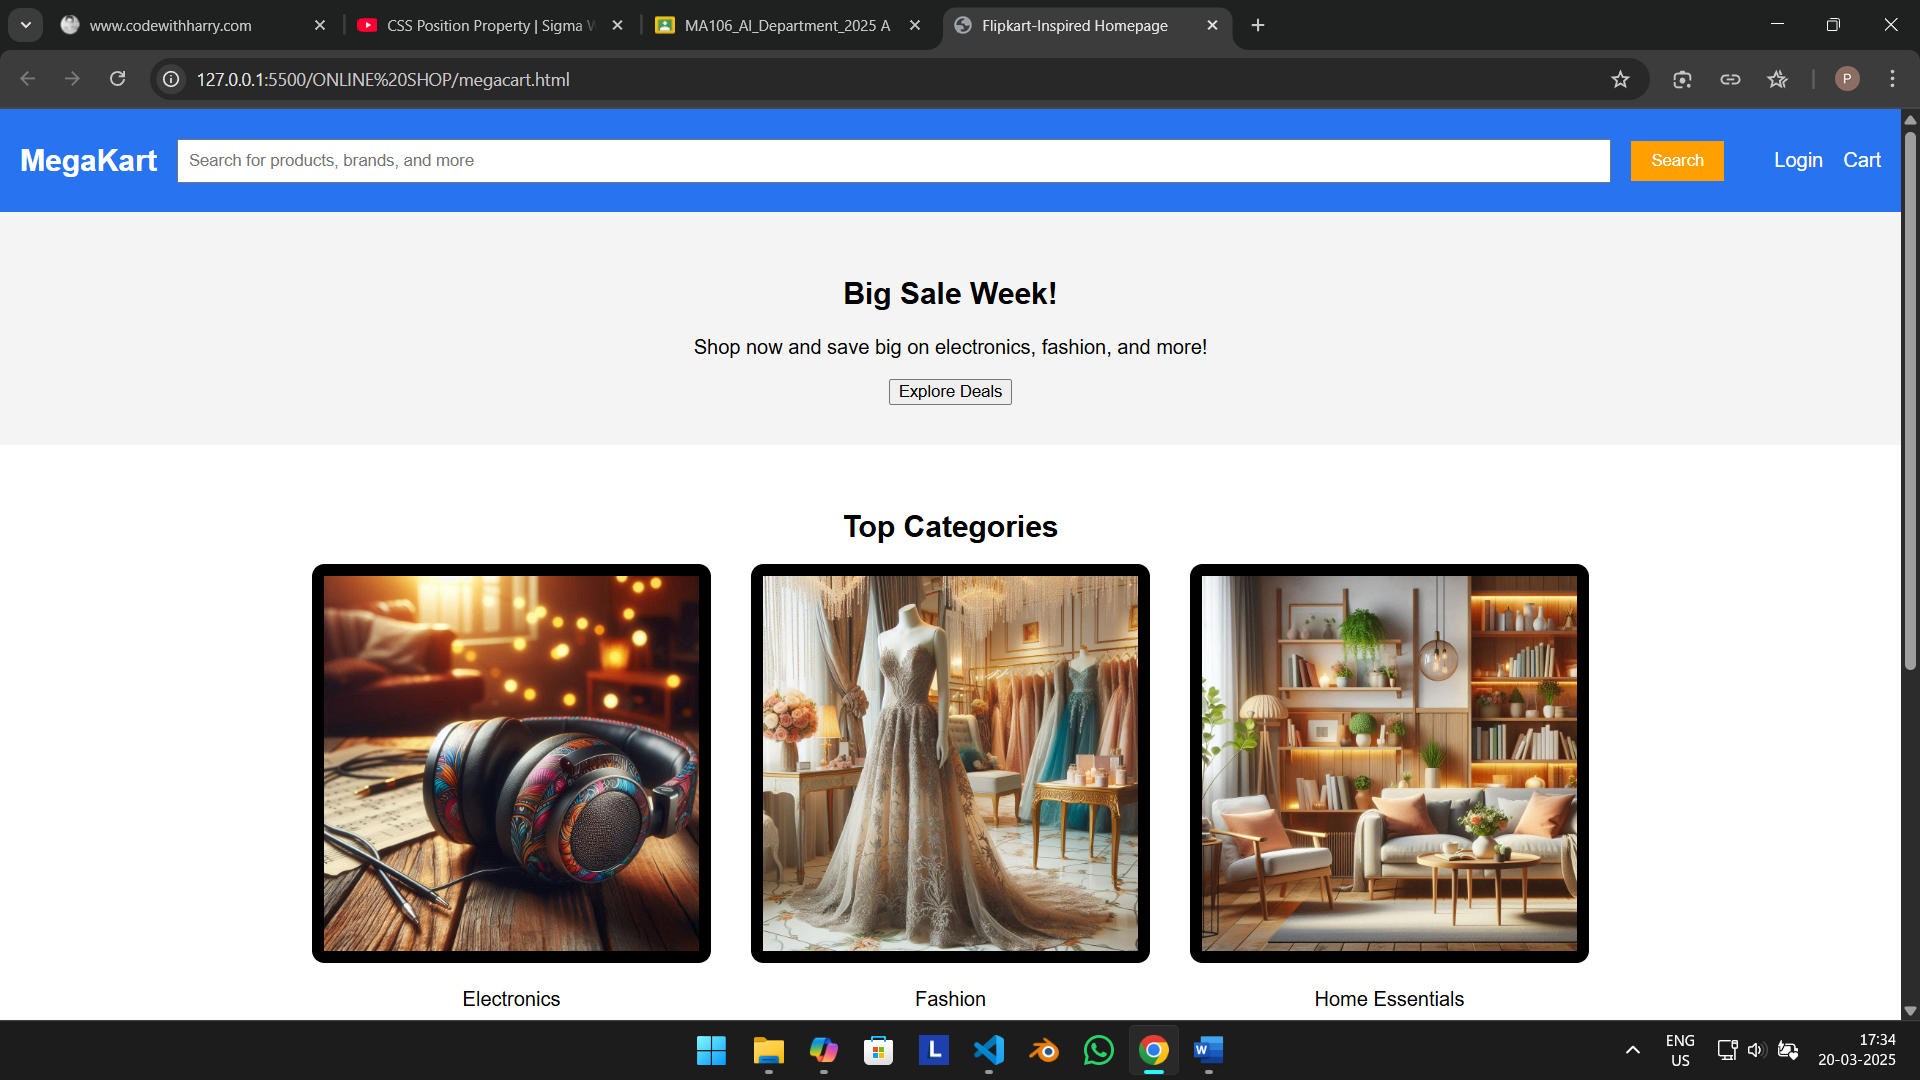 www.codewithharry.com
CSS Position Property | Sigma W
MA106_AI_Department_2025 A
Flipkart-Inspired Homepage
127.0.0.1:5500/ONLINE%20SHOP/megacart.html
P
MegaKart
Search for products, brands, and more
Search
Login
Cart
Big Sale Week!
Shop now and save big on electronics, fashion, and more!
Explore Deals
Top Categories
Electronics
Fashion
Home Essentials
L
W
ENG
US
17:34
20-03-2025